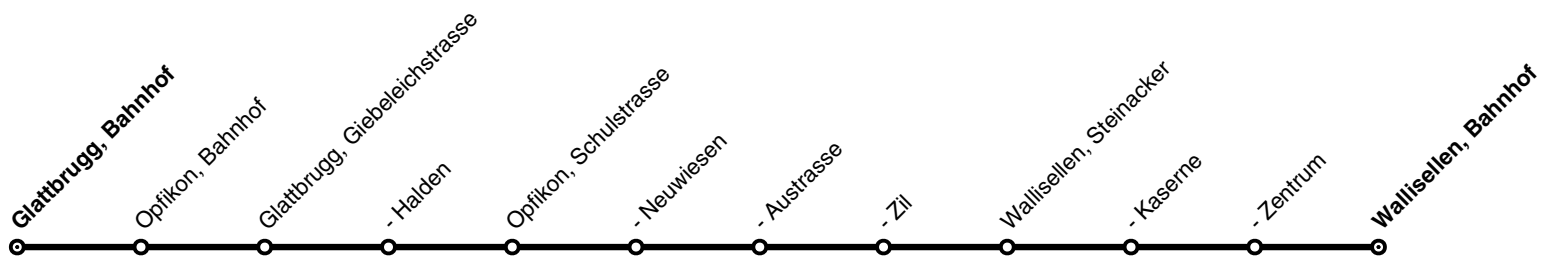 Glattbrugg, Bahnhof
Opfikon, Bahnhof
Glattbrugg, Giebeleichstrasse
- Halden
Opfikon, Schulstrasse
- Neuwiesen
- Austrasse
- Zil
Wallisellen, Steinacker
- Kaserne
- Zentrum
Wallisellen, Bahnhof